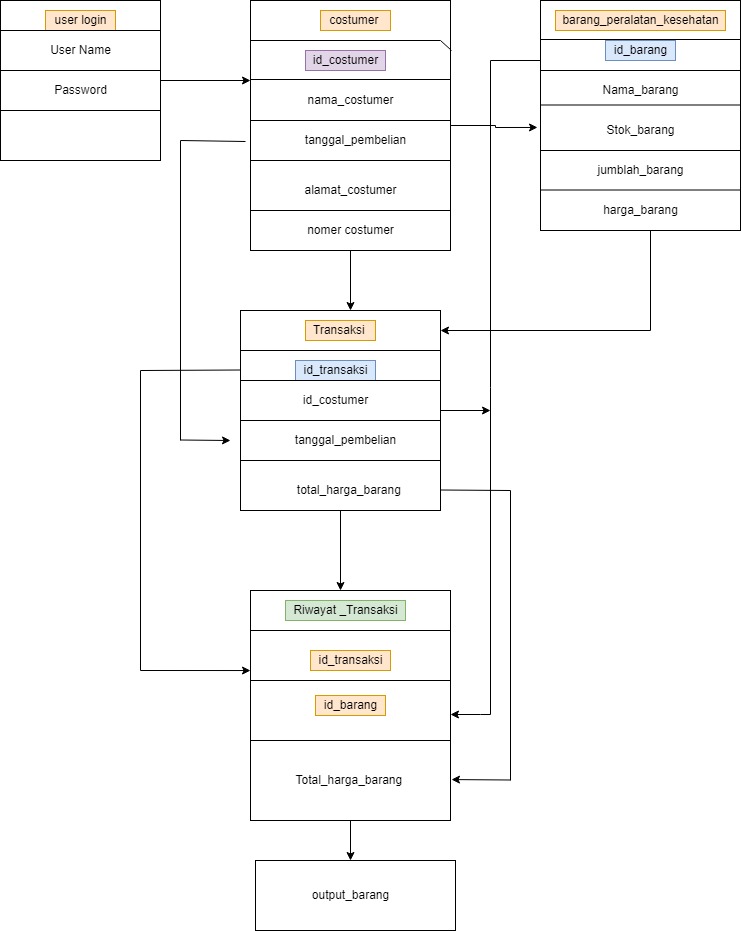 user login
User Name
Password
costumer
id_costumer
nama_costumer
tanggal_pembelian
alamat_costumer
nomer costumer
barang_peralatan_kesehatan
id_barang
Nama_barang
Stok_barang
jumblah_barang
harga_barang
Transaksi
id_transaksi
id_costumer
tanggal_pembelian
total_harga_barang
Riwayat _Transaksi
id_transaksi
id_barang
Total_harga_barang
output_barang